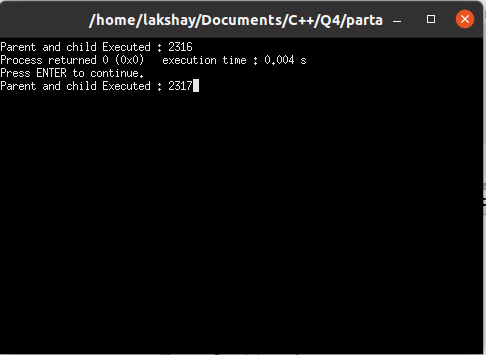 /home/lakshay/Documents/C++/Q4/parta
Parent and child Executed : 2316
Process returned 0 (0x0)   execution time : 0.004 s
Press ENTER to continue.
Parent and child Executed : 2317